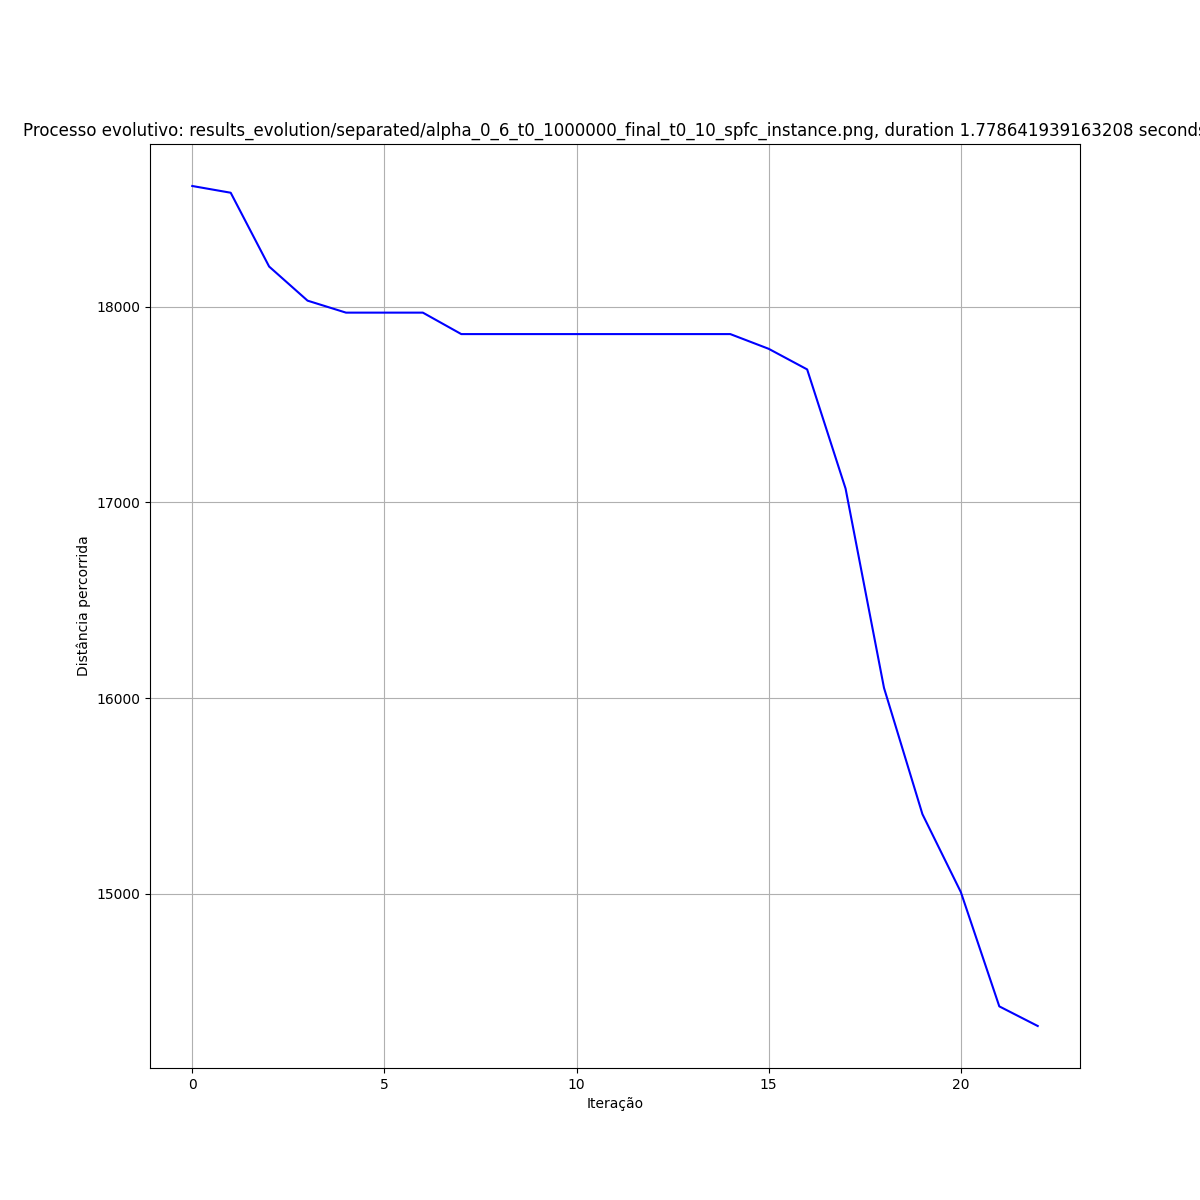 Processo evolutivo: results_evolution/separated/alpha_0_6_t0_1000000_final_t0_10_spfc_instance.png, duration 1.778641939163208 seconds
18000
17000
16000
15000
Distância percorrida
0 5 10 15 20
Iteração